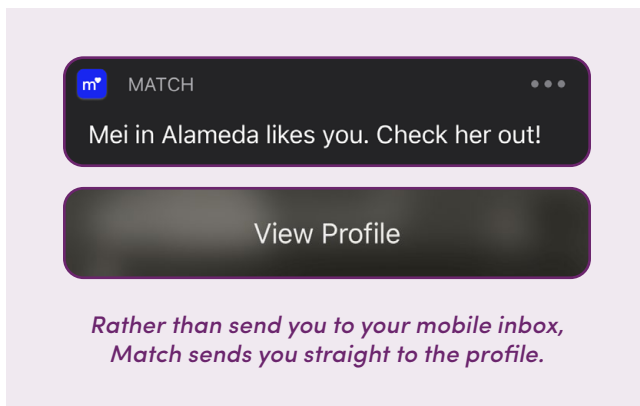 m
MATCH
Mei in Alameda likes you. Check her out!
View Profile
Rather than send you to your mobile inbox,
Match sends you straight to the profile.